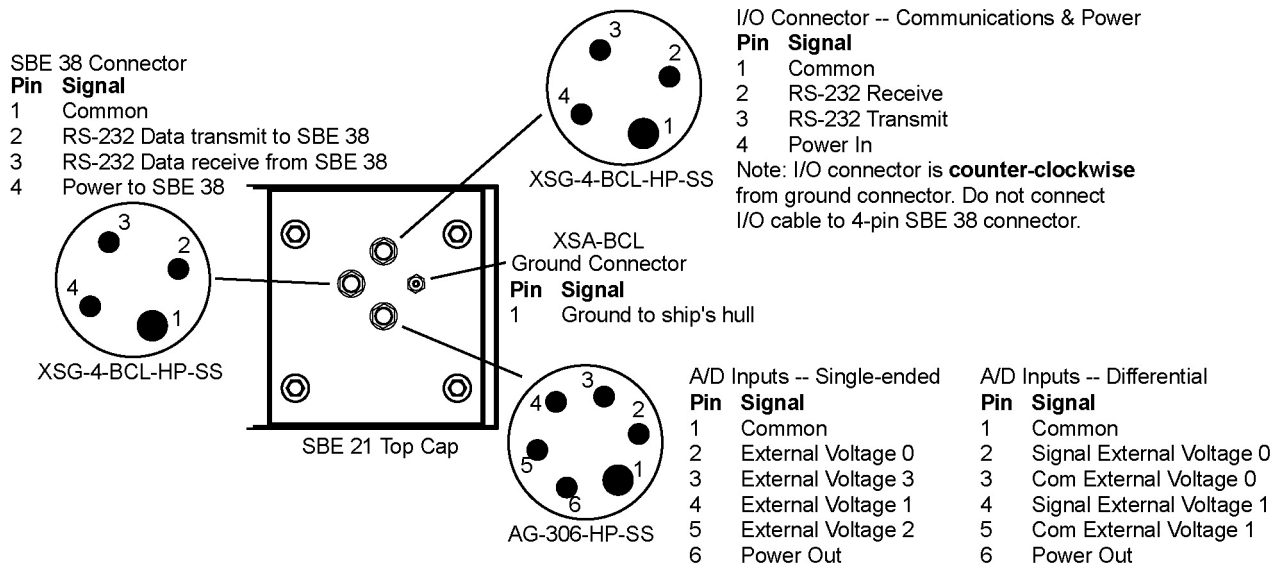 SBE 38 Connector
Pin Signal
1 Common
2 RS-232 Data transmit to SBE 38
3 RS-232 Data receive from SBE 38
4 Power to SBE 38
3
2
4
1
XSG-4-BCL-HP-SS
3
2
4
1
XSG-4-BCL-HP-SS
I/O Connector -- Communications & Power
Pin Signal
1 Common
2 RS-232 Receive
3 RS-232 Transmit
4 Power In
Note: I/O connector is counter-clockwise
from ground connector. Do not connect
I/O cable to 4-pin SBE 38 connector.
XSA-BCL
Ground Connector
Pin Signal
1 Ground to ship's hull
SBE 21 Top Cap
3
4
2
5
1
6
AG-306-HP-SS
A/D Inputs -- Single-ended
Pin Signal
1 Common
2 External Voltage 0
3 External Voltage 3
4 External Voltage 1
5 External Voltage 2
6 Power Out
A/D Inputs -- Differential
Pin Signal
1 Common
2 Signal External Voltage 0
3 Com External Voltage 0
4 Signal External Voltage 1
5 Com External Voltage 1
6 Power Out